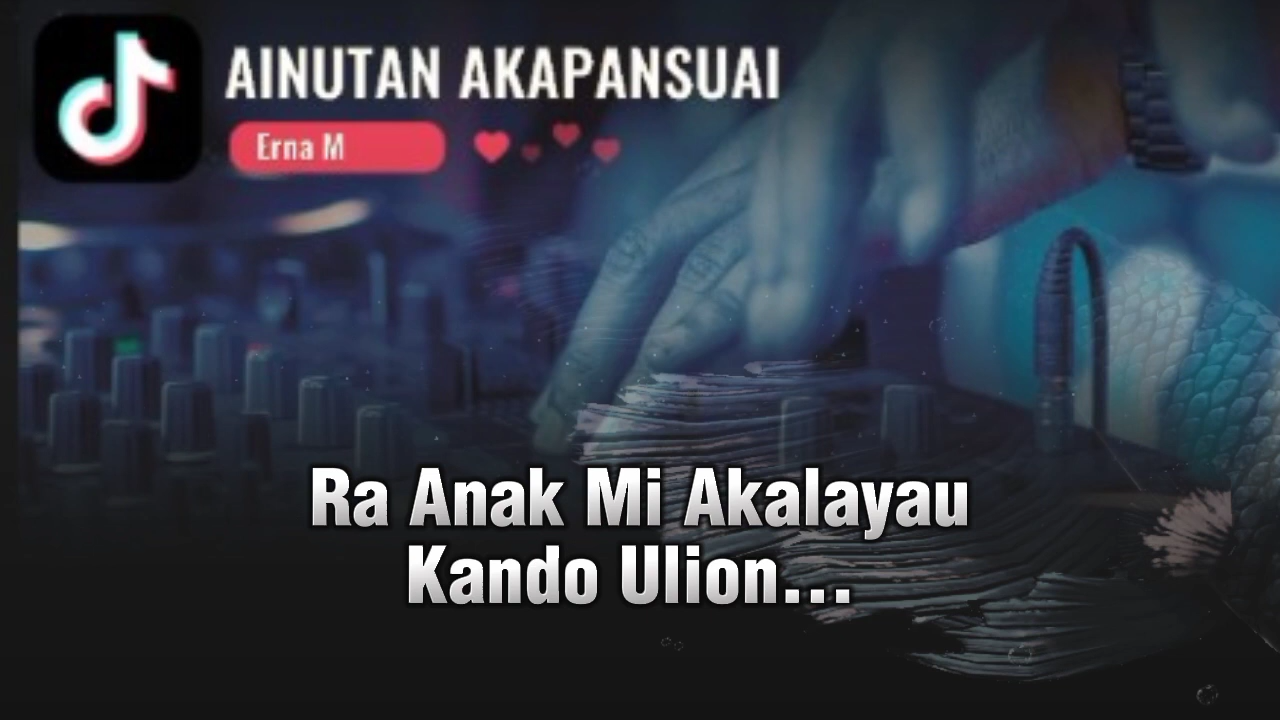 AINUTAN AKAPANSUAI
Erna M
Ra Anak Mi Akalayau
Kando Ulion...